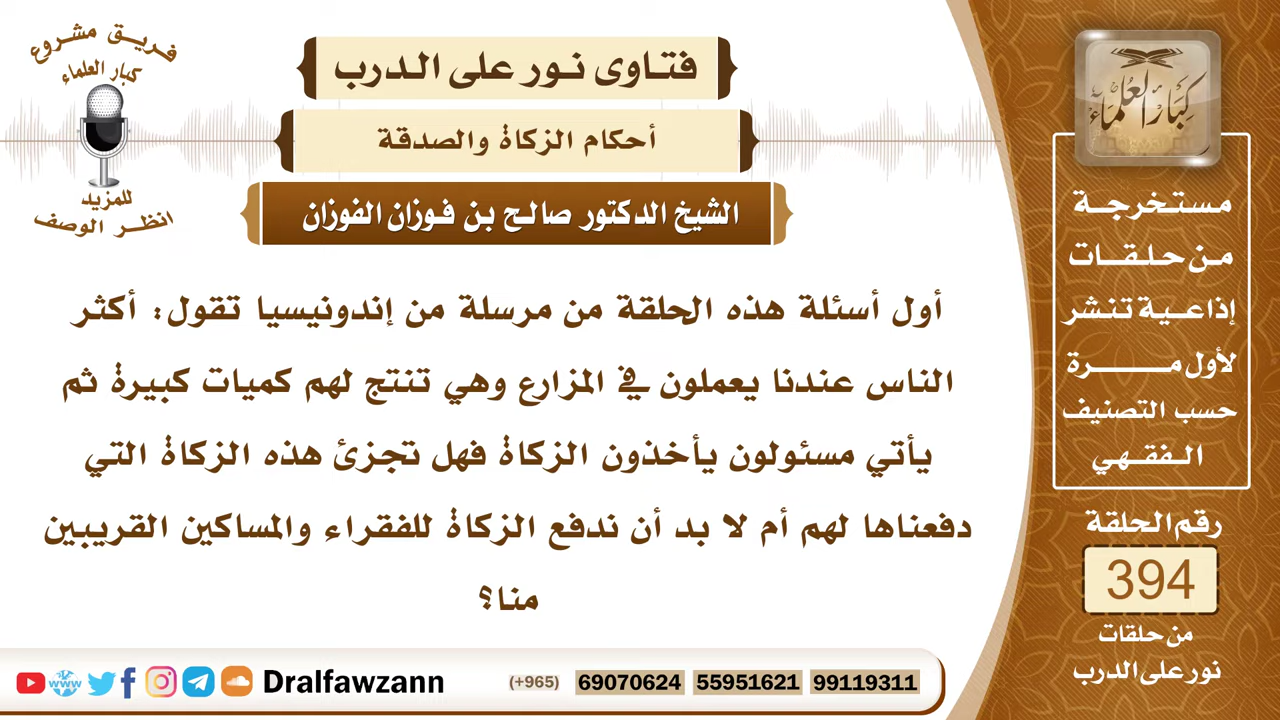 فتاوى نور على الدرب
أحكام الزكاة والصدقة
الشيخ الدكتور صالح بن فوزان الفوزان
أول أسئلة هذه الحلقة من مرسلة من إندونيسيا تقول: أكثر
الناس عندنا يعملون في المزارع وهي تنتج لهم كميات كبيرة ثم
يأتي مسئولون يأخذون الزكاة فهل تجزئ هذه الزكاة التي
دفعناها لهم أم لا بد أن ندفع الزكاة للفقراء والمساكين القريبين
منا؟
كبار العلماء
مستخرجة
من حلقات
إذاعية تنشر
لأول مرة
حسب التصنيف
الفقهي
رقم الحلقة
394
من حلقات
نور على الدرب
فريق مشروع
كبار العلماء
للمزيد
انظر الوصف
www
Dralfawzann
(+965) 69070624 55951621 99119311